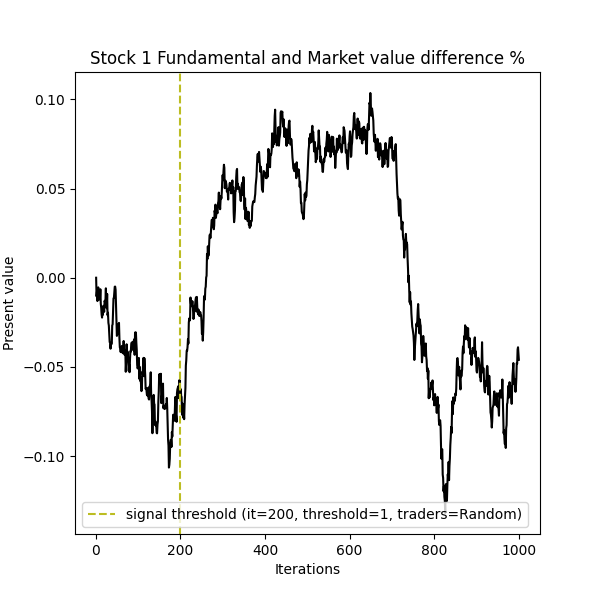 Stock 1 Fundamental and Market value difference %
Present value
0.10
0.05
0.00
−0.05
−0.10
signal threshold (it=200, threshold=1, traders=Random)
0 200 400 600 800 1000
Iterations